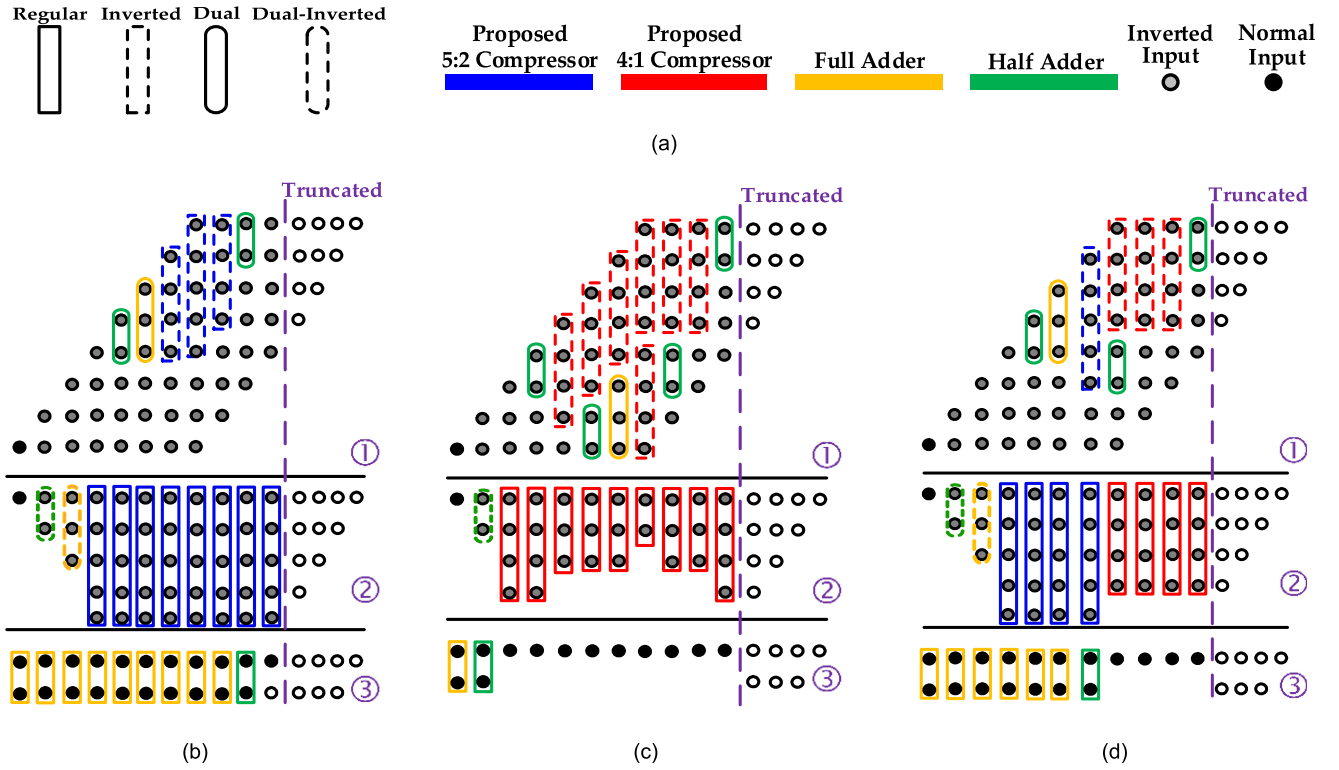 Regular Inverted Dual Dual-Inverted
Proposed
5:2 Compressor
Proposed
4:1 Compressor
Full Adder
Half Adder
Inverted
Input
Normal
Input
(a)
Truncated
①
②
③
(b)
Truncated
①
②
③
(c)
Truncated
①
②
③
(d)